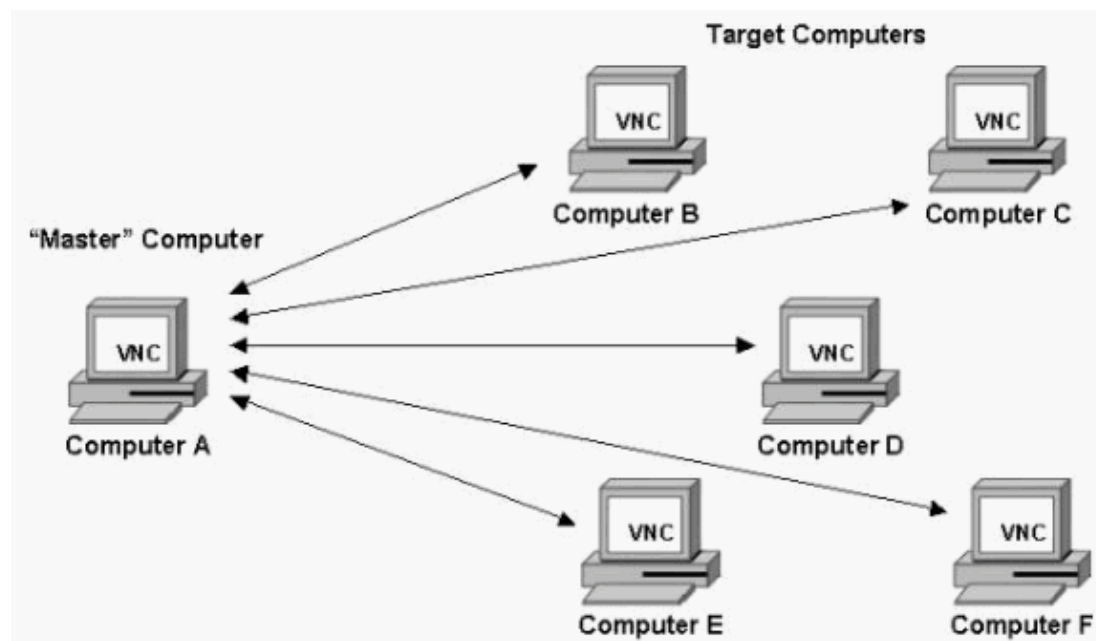 Target Computers
VNC
VNC
Computer B
Computer C
“Master” Computer
VNC
VNC
Computer A
Computer D
VNC
VNC
Computer E
Computer F